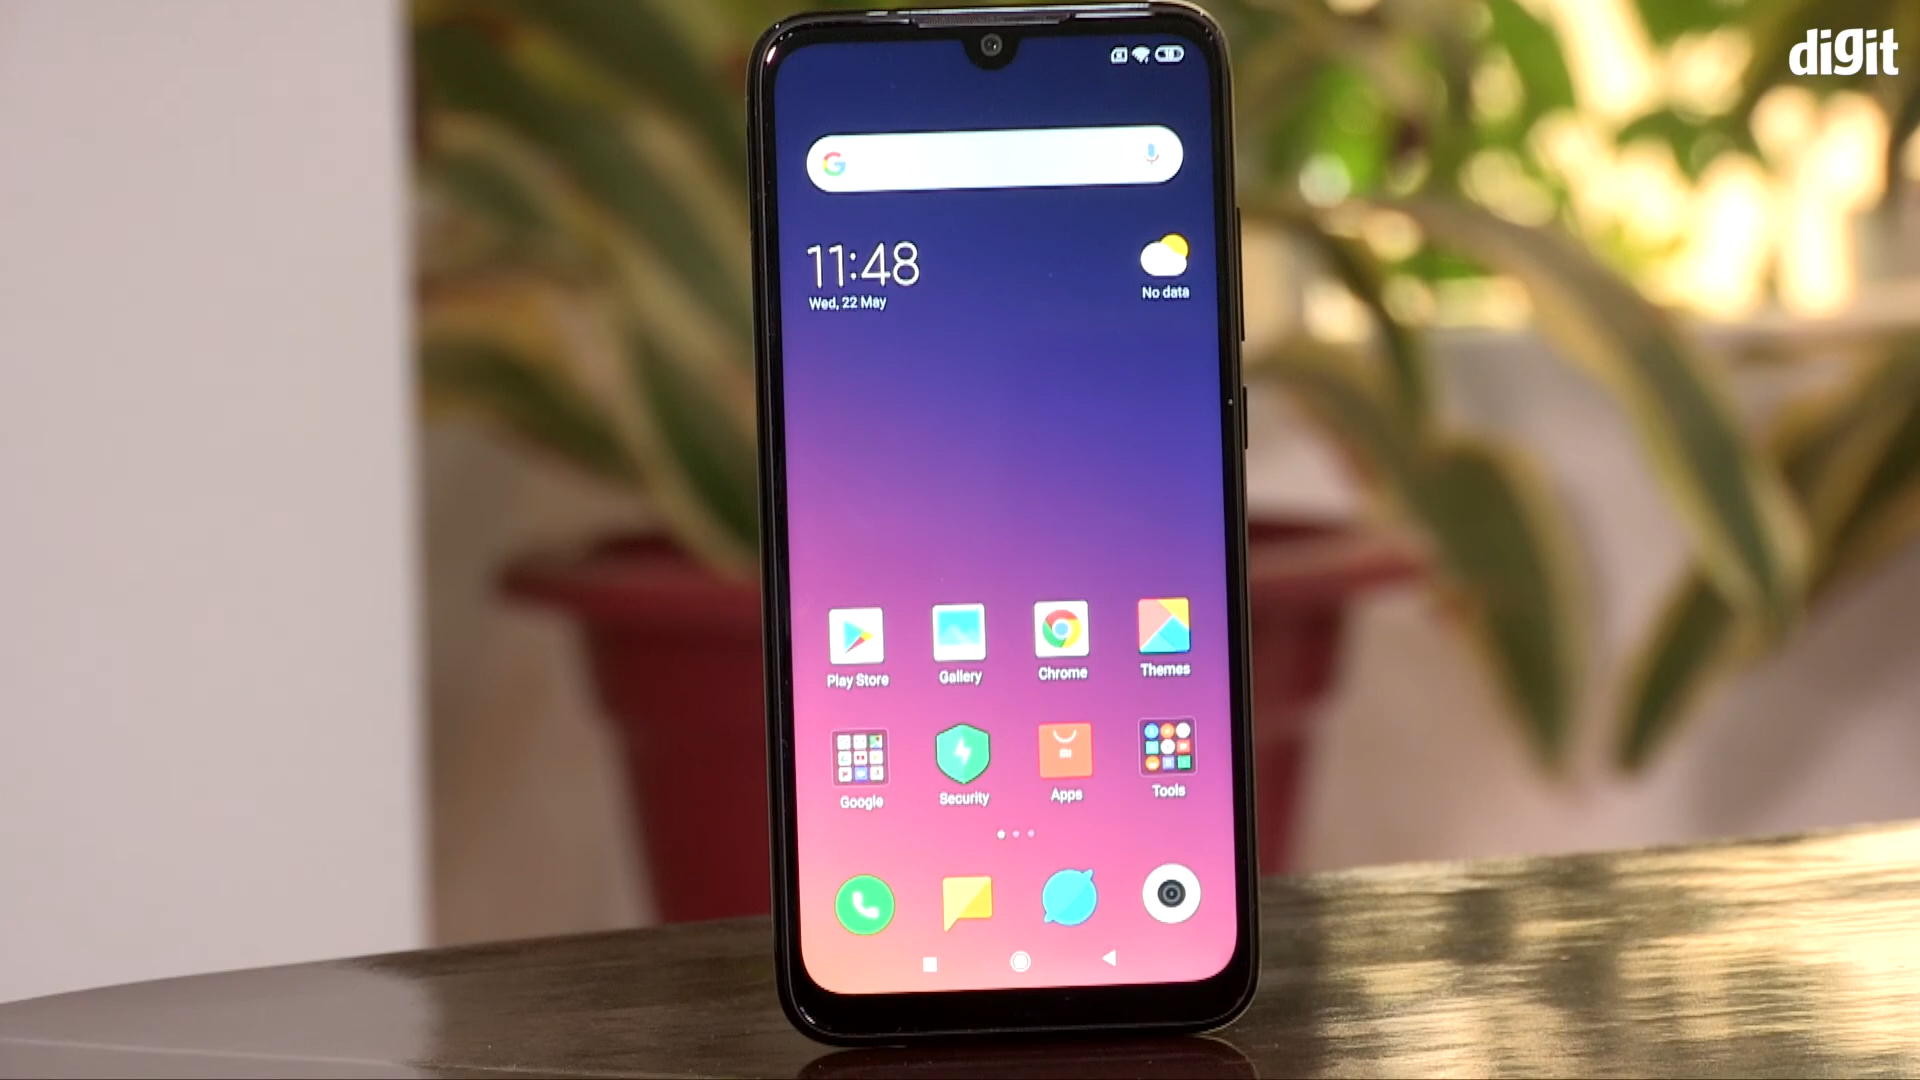 digit
11:48
Wed, 22 May
No data
Play Store
Gallery
Chrome
Themes
Google
Security
Apps
Tools